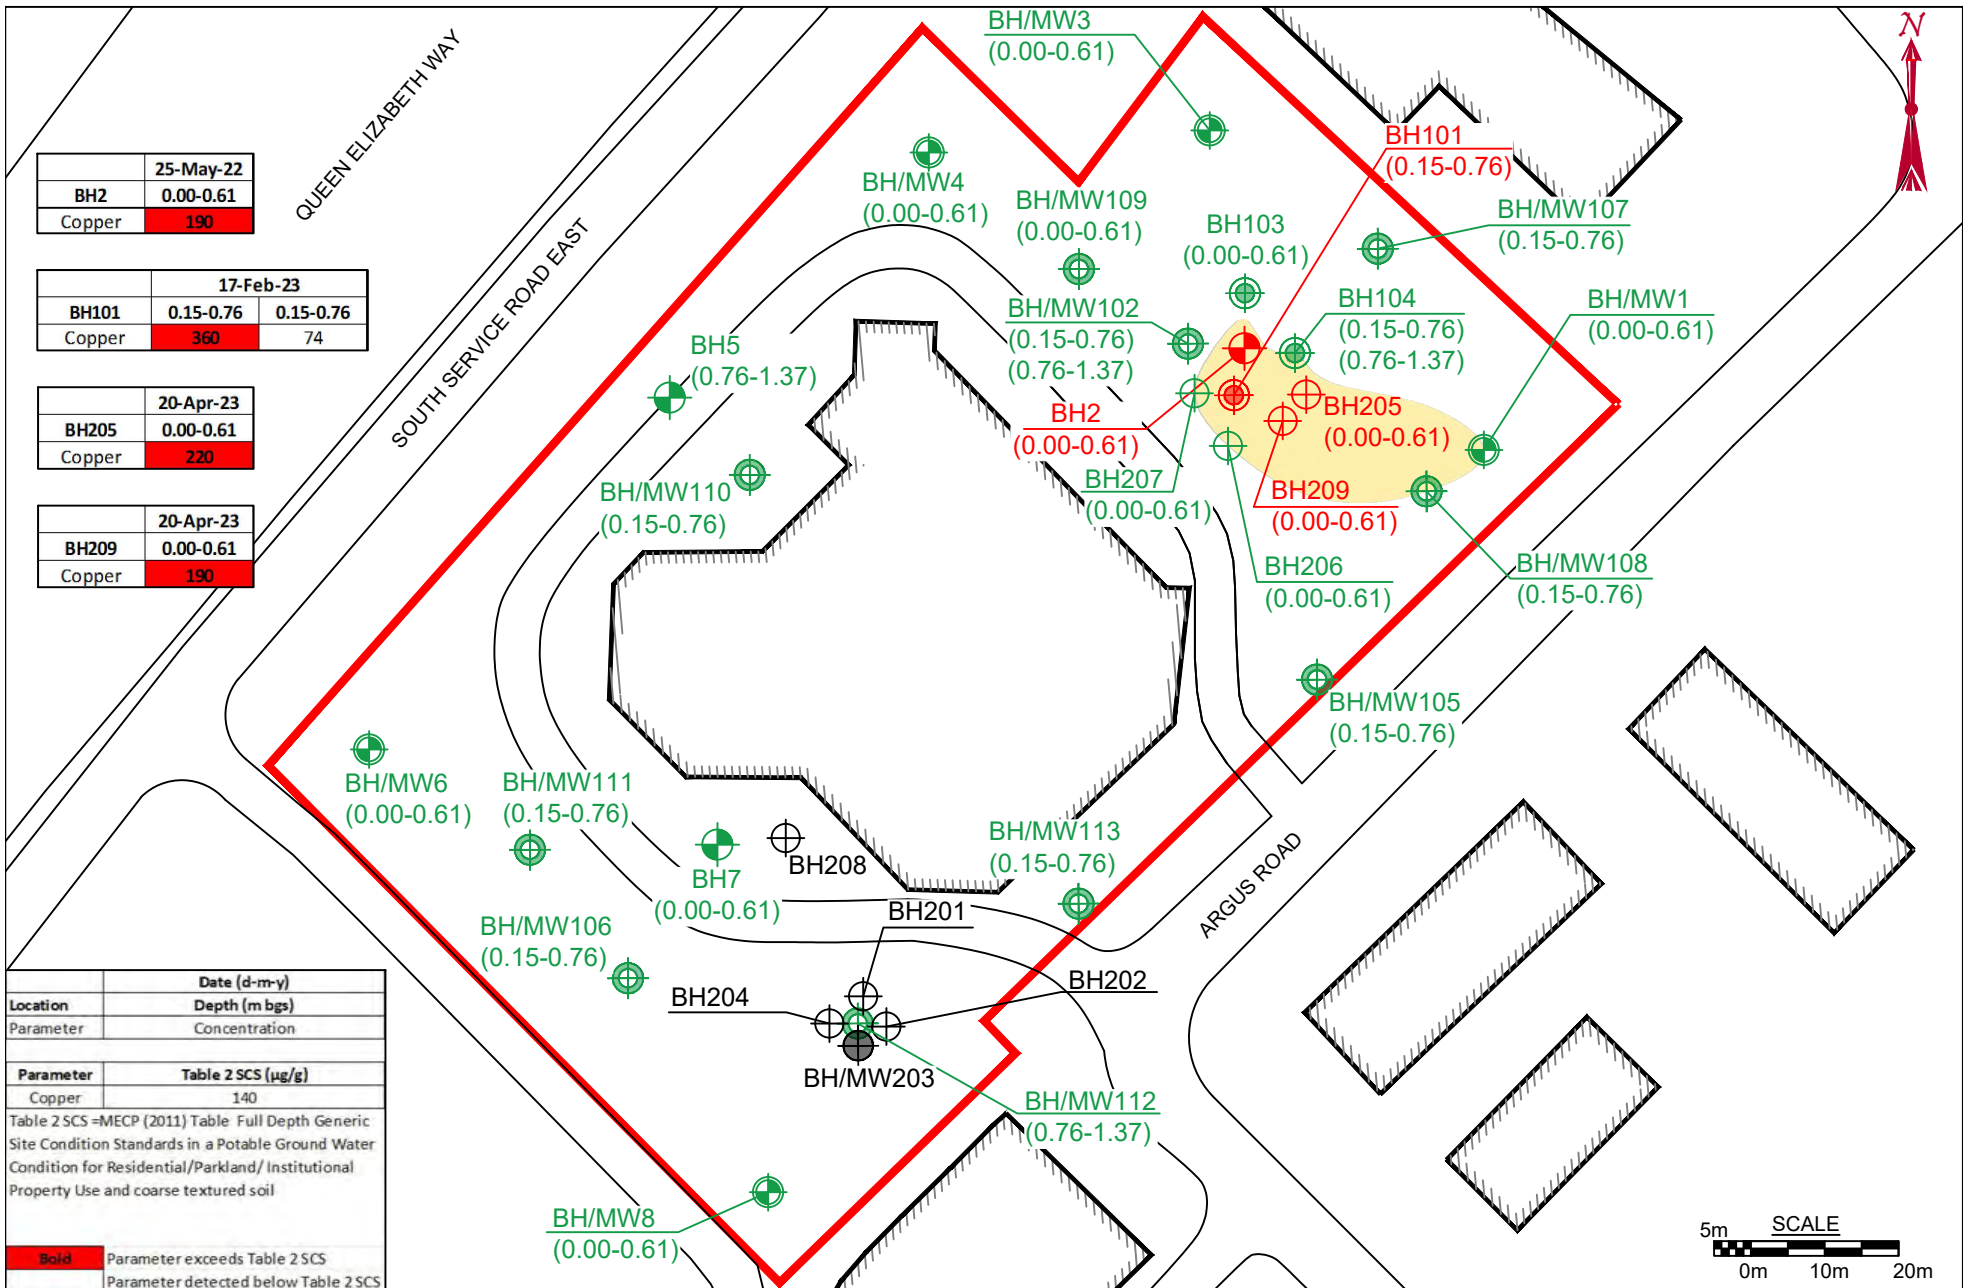 QUEEN ELIZABETH WAY
SOUTH SERVICE ROAD EAST
ARGUS ROAD
N
25-May-22
BH2 0.00-0.61
Copper 190
17-Feb-23
BH101 0.15-0.76 0.15-0.76
Copper 360 74
20-Apr-23
BH205 0.00-0.61
Copper 220
20-Apr-23
BH209 0.00-0.61
Copper 190
BH/MW3
(0.00-0.61)
BH101
(0.15-0.76)
BH/MW4
(0.00-0.61)
BH/MW109
(0.00-0.61)
BH103
(0.00-0.61)
BH/MW107
(0.15-0.76)
BH/MW102
(0.15-0.76)
(0.76-1.37)
BH104
(0.15-0.76)
(0.76-1.37)
BH/MW1
(0.00-0.61)
BH5
(0.76-1.37)
BH2
(0.00-0.61)
BH205
(0.00-0.61)
BH/MW110
(0.15-0.76)
BH207
(0.00-0.61)
BH209
(0.00-0.61)
BH206
(0.00-0.61)
BH/MW108
(0.15-0.76)
BH/MW105
(0.15-0.76)
BH/MW6
(0.00-0.61)
BH/MW111
(0.15-0.76)
BH7
(0.00-0.61)
BH208
BH/MW113
(0.15-0.76)
BH/MW106
(0.15-0.76)
BH201
BH204
BH202
BH/MW203
BH/MW112
(0.76-1.37)
BH/MW8
(0.00-0.61)
Date (d-m-y)
Location Depth (m bgs)
Parameter Concentration
Parameter Table 2 SCS (µg/g)
Copper 140
Table 2 SCS =MECP (2011) Table Full Depth Generic
Site Condition Standards in a Potable Ground Water
Condition for Residential/Parkland/ Institutional
Property Use and coarse textured soil
Bold Parameter exceeds Table 2 SCS
Parameter detected below Table 2 SCS
5m SCALE
0m 10m 20m